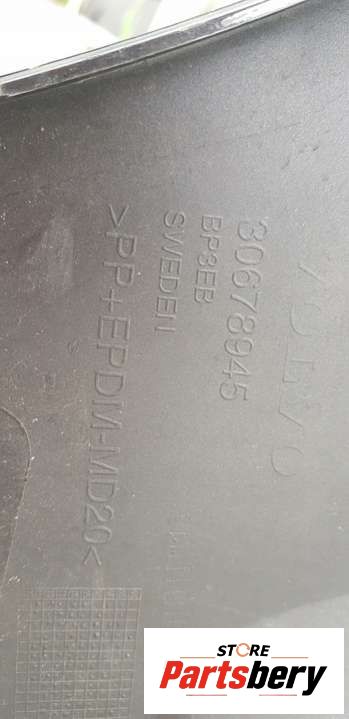 VOLVO
30678945
BP3EB
SWEDEN
>PP+EPDM-MD20<
STORE
Partsbery